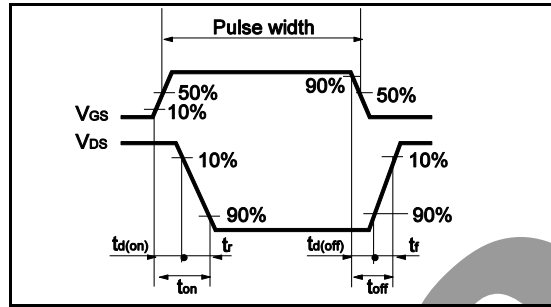 Pulse width
90%
50%
50%
10%
VGS
VDS
10%
10%
90%
90%
td(on)
tr
td(off)
tf
ton
toff